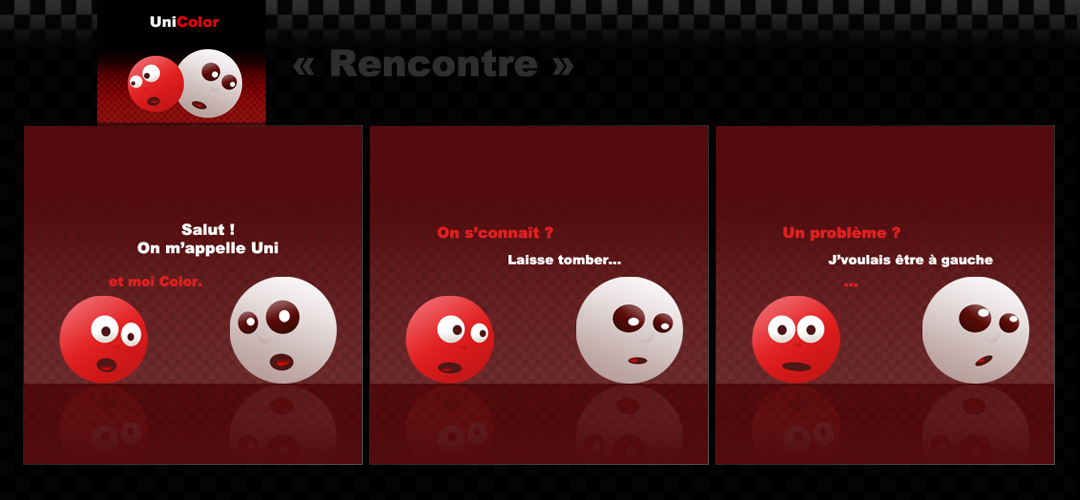 UniColor
« Rencontre »
Salut !
On m’appelle Uni
et moi Color.
On s’connaît ?
Laisse tomber...
Un problème ?
J’voulais être à gauche
...